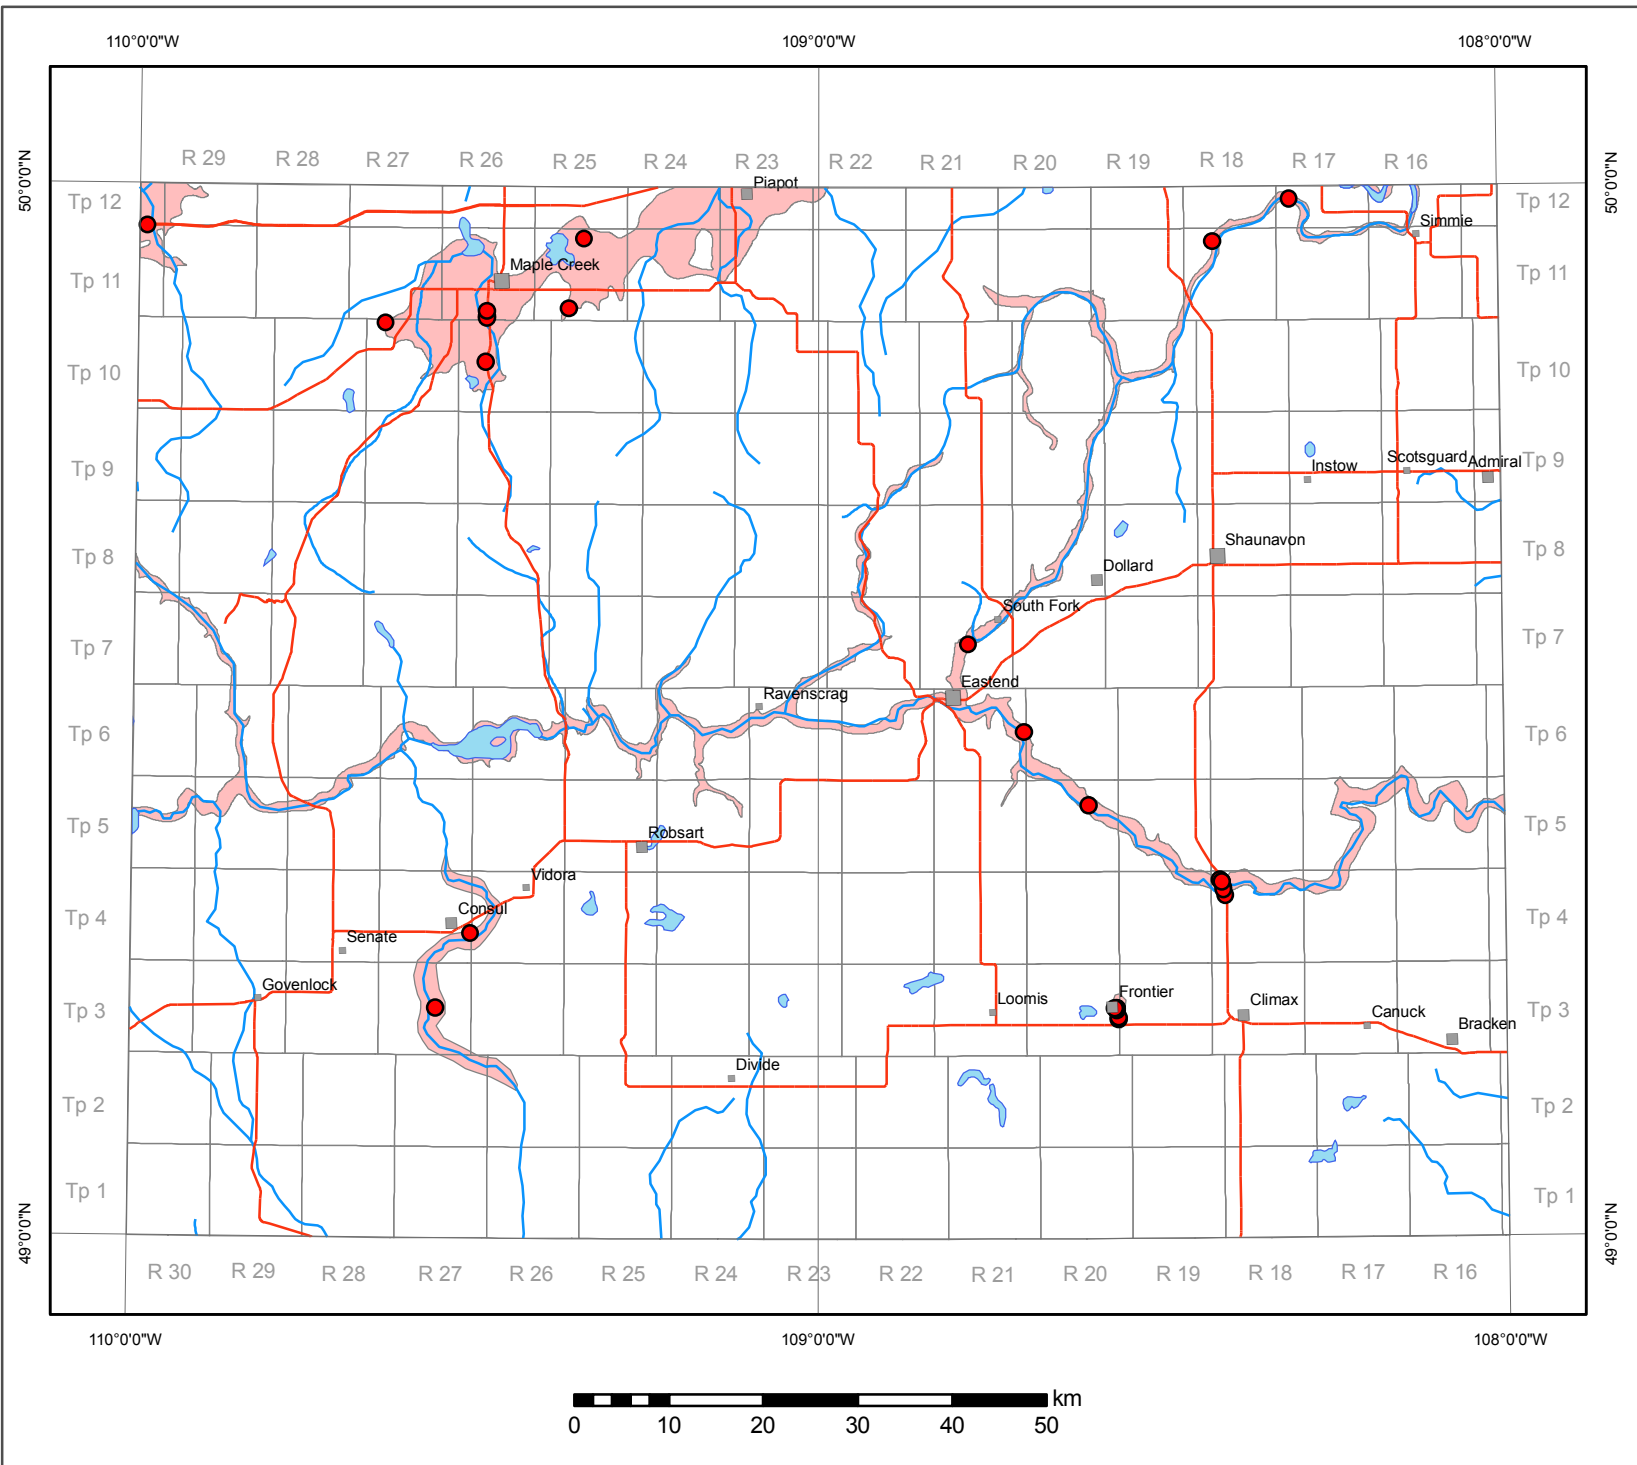 110°0'0"W 109°0'0"W 108°0'0"W
50°0'0"N 50°0'0"N
R 29 R 28 R 27 R 26 R 25 R 24 R 23 R 22 R 21 R 20 R 19 R 18 R 17 R 16
Piapot
Tp 12 Tp 12
Simmie
Maple Creek
Tp 11 Tp 11
Tp 10 Tp 10
Scotsguard Admiral
Tp 9 Instow Tp 9
Shaunavon
Tp 8 Tp 8
Dollard
South Fork
Tp 7 Tp 7
Eastend
Ravenscrag
Tp 6 Tp 6
Tp 5 Robsart Tp 5
Vidora
Consul
Tp 4 Tp 4
Senate
Govenlock Frontier
Loomis Climax
Tp 3 Canuck Tp 3
Bracken
Divide
Tp 2 Tp 2
Tp 1 Tp 1
49°0'0"N 49°0'0"N
R 30 R 29 R 28 R 27 R 26 R 25 R 24 R 23 R 22 R 21 R 20 R 19 R 18 R 17 R 16
110°0'0"W 109°0'0"W 108°0'0"W
km
0 10 20 30 40 50